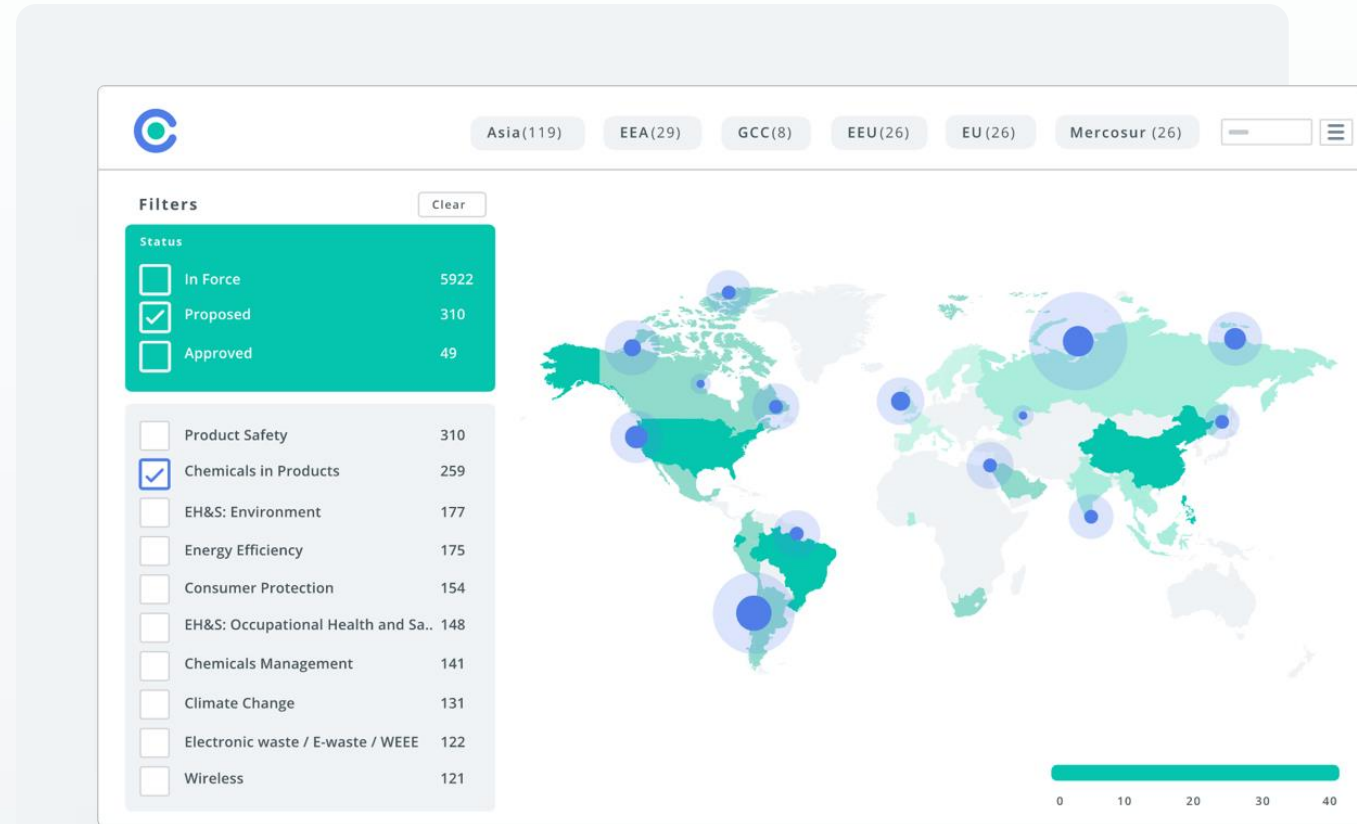 Asia(119) EEA(29) GCC(8) EEU(26) EU(26) Mercosur (26)
Filters Clear
Status
In Force 5922
Proposed 310
Approved 49
Product Safety 310
Chemicals in Products 259
EH&S: Environment 177
Energy Efficiency 175
Consumer Protection 154
EH&S: Occupational Health and Sa.. 148
Chemicals Management 141
Climate Change 131
Electronic waste / E-waste / WEEE 122
Wireless 121
0 10 20 30 40